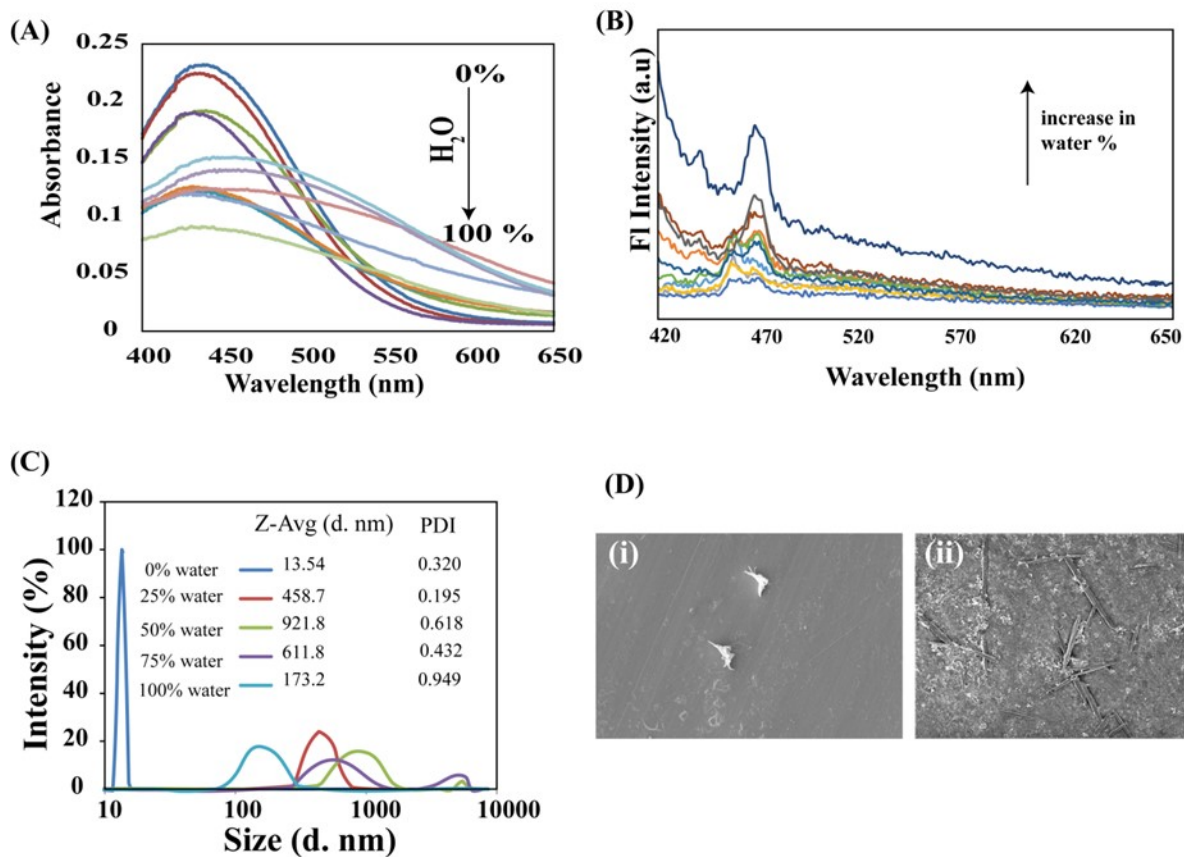 (A)
0.25
0.2
0.15
0.1
0.05
0
Absorbance
0%
H2O
100 %
400 450 500 550 600 650
Wavelength (nm)
(B)
Fl Intensity (a.u)
increase in
water %
420 470 520 570 620 650
Wavelength (nm)
(C)
120
100
80
60
40
20
0
Intensity (%)
Z-Avg (d. nm) PDI
0% water 13.54 0.320
25% water 458.7 0.195
50% water 921.8 0.618
75% water 611.8 0.432
100% water 173.2 0.949
10 100 1000 10000
Size (d. nm)
(D)
(i)
(ii)